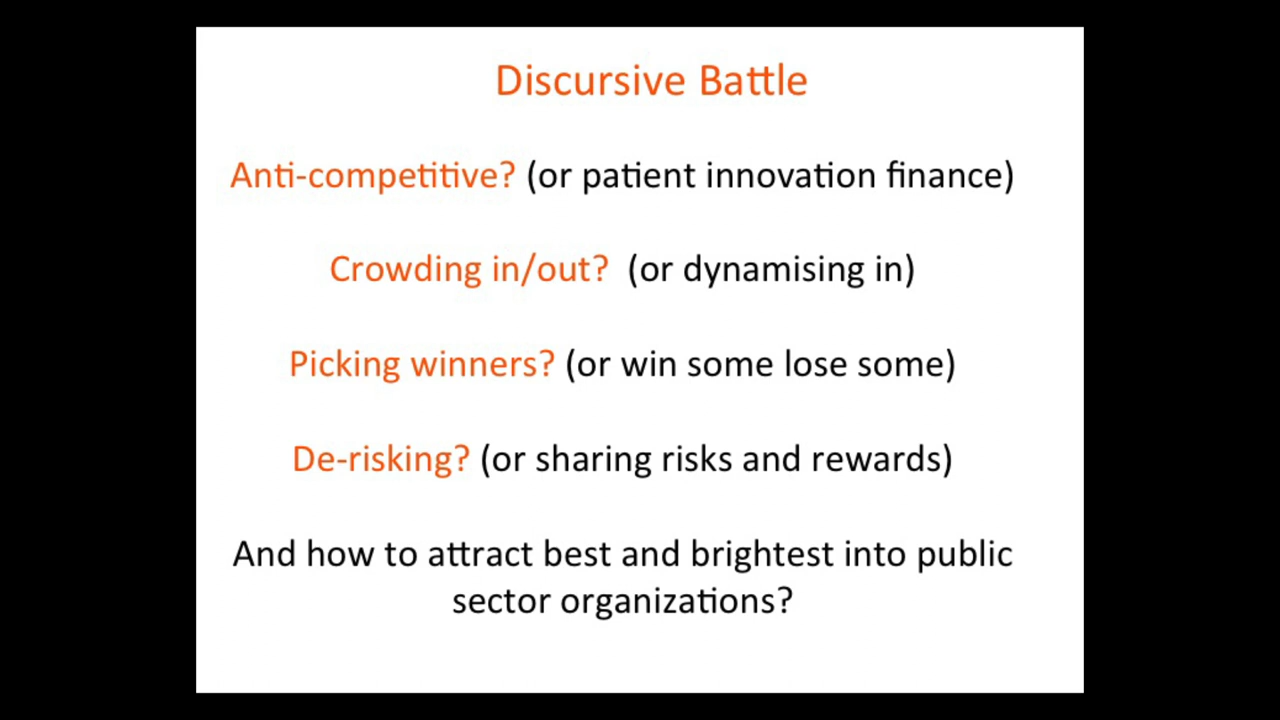 Discursive Battle
Anti-competitive? (or patient innovation finance)
Crowding in/out? (or dynamising in)
Picking winners? (or win some lose some)
De-risking? (or sharing risks and rewards)
And how to attract best and brightest into public
sector organizations?